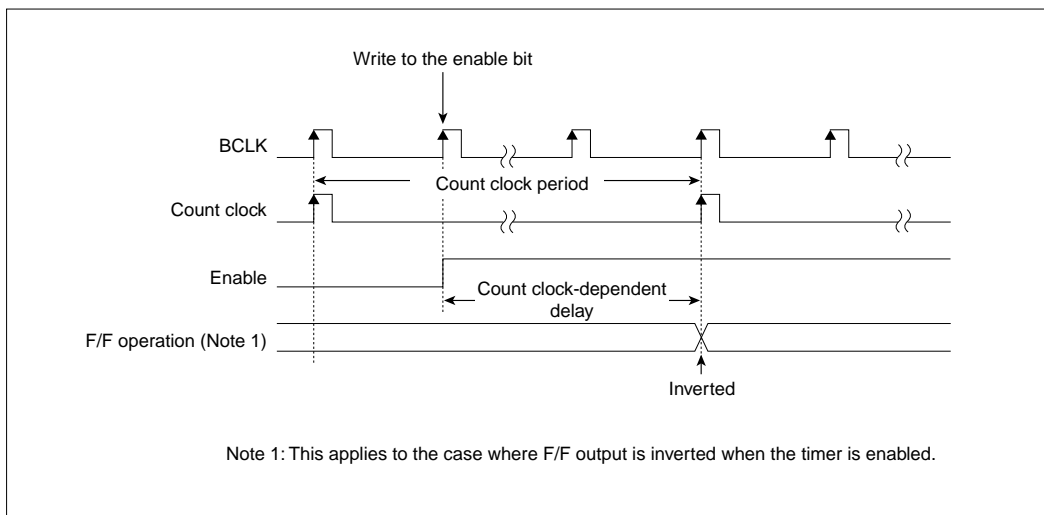 Write to the enable bit
BCLK
Count clock period
Count clock
Enable
Count clock-dependent
delay
F/F operation (Note 1)
Inverted
Note 1: This applies to the case where F/F output is inverted when the timer is enabled.